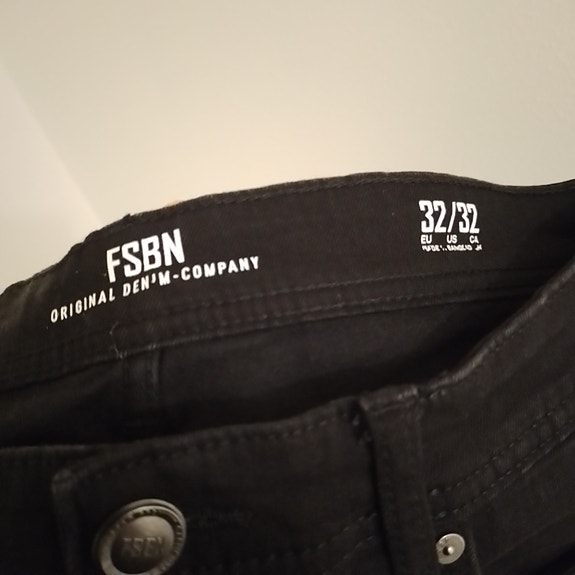 FSBN
ORIGINAL DEN'M-COMPANY
32/32
EU US CA
FSBN